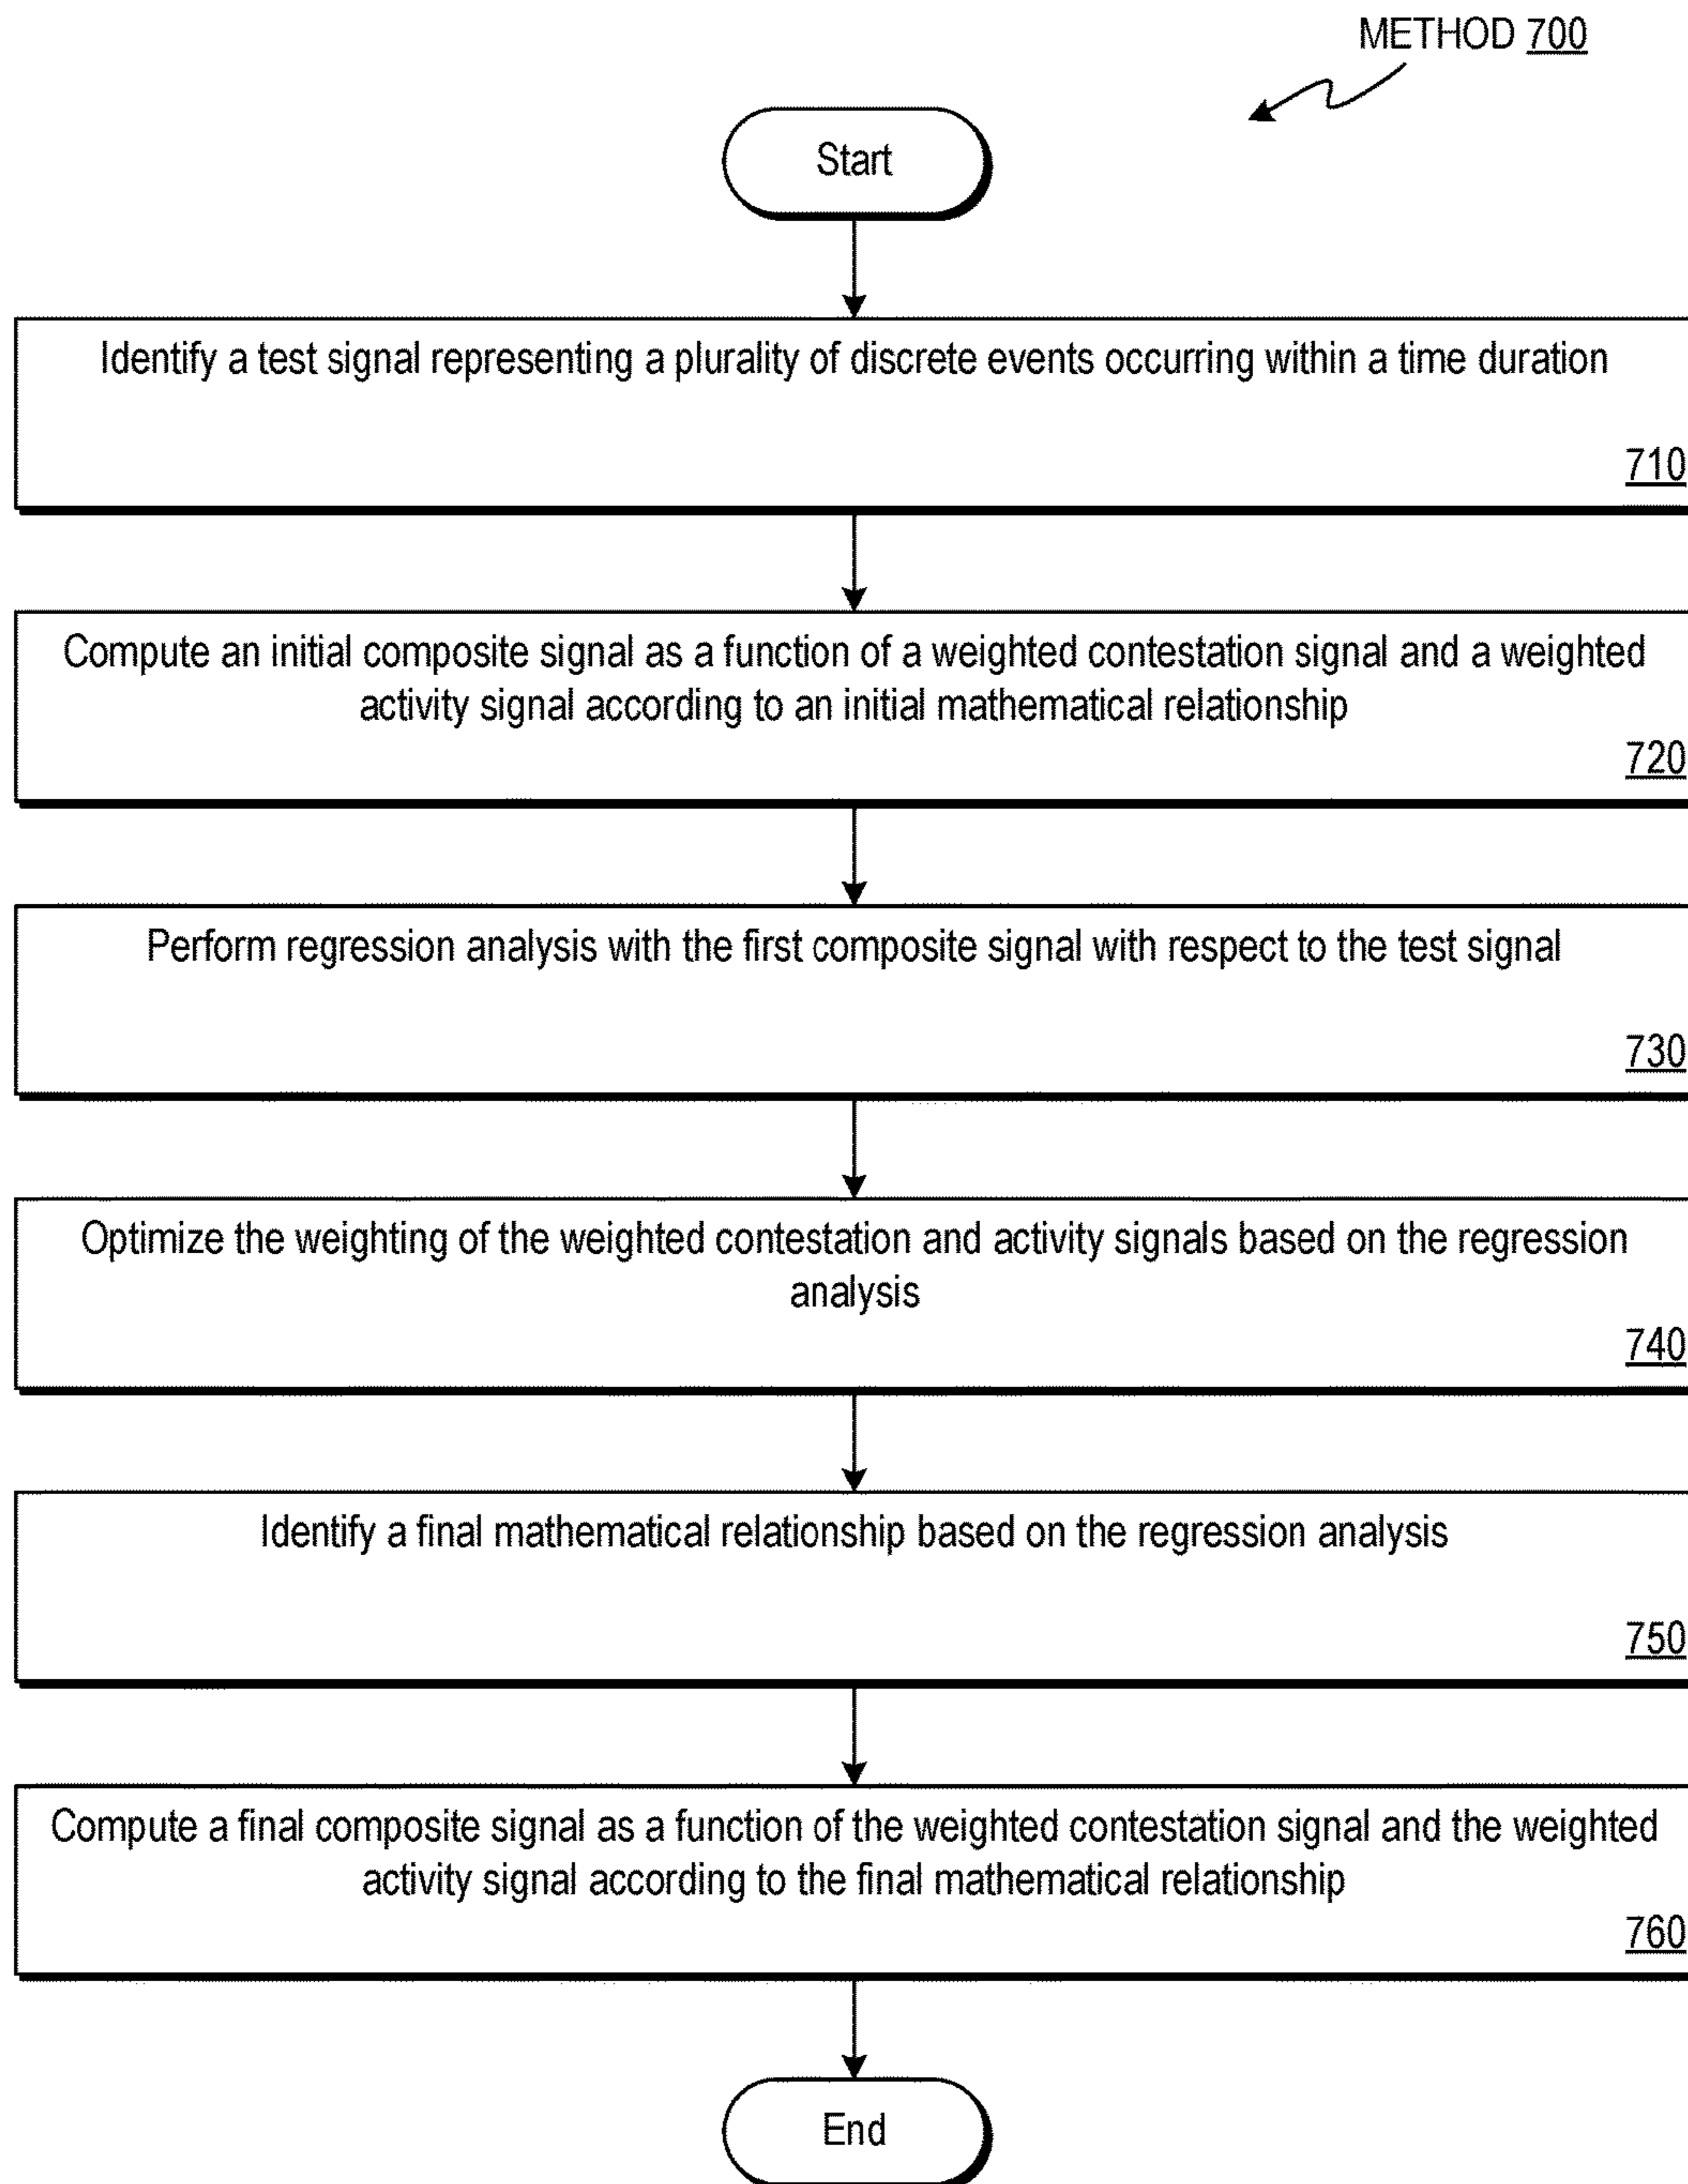 METHOD 700
Start
Identify a test signal representing a plurality of discrete events occurring within a time duration
710
Compute an initial composite signal as a function of a weighted contestation signal and a weighted
activity signal according to an initial mathematical relationship
720
Perform regression analysis with the first composite signal with respect to the test signal
730
Optimize the weighting of the weighted contestation and activity signals based on the regression
analysis
740
Identify a final mathematical relationship based on the regression analysis
750
Compute a final composite signal as a function of the weighted contestation signal and the weighted
activity signal according to the final mathematical relationship
760
End